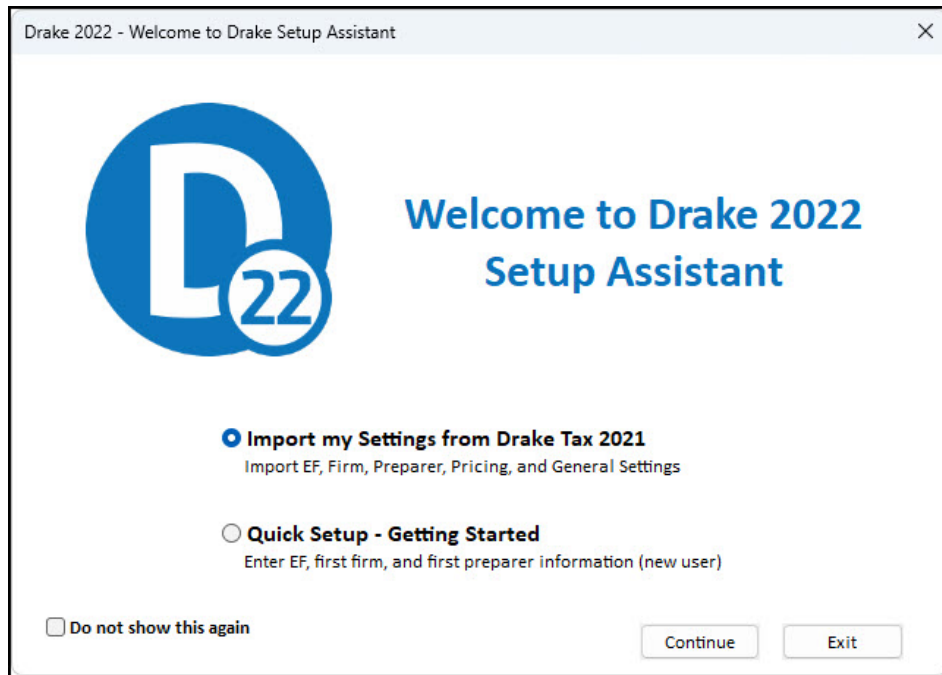 Drake 2022 - Welcome to Drake Setup Assistant
D
22
Welcome to Drake 2022
Setup Assistant
Import my Settings from Drake Tax 2021
Import EF, Firm, Preparer, Pricing, and General Settings
Quick Setup - Getting Started
Enter EF, first firm, and first preparer information (new user)
Do not show this again
Continue
Exit